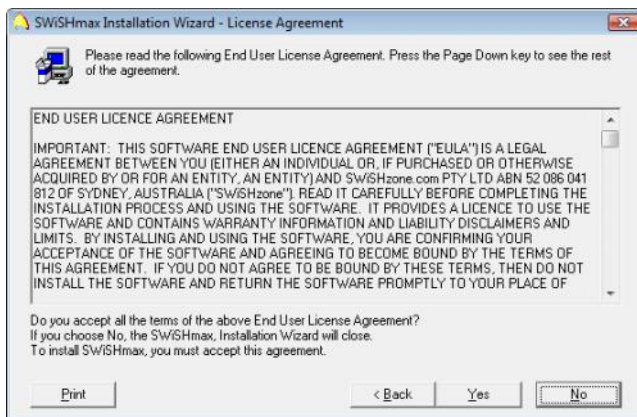 SWiSHmax Installation Wizard - License Agreement
Please read the following End User License Agreement. Press the Page Down key to see the rest
of the agreement.
END USER LICENCE AGREEMENT
IMPORTANT: THIS SOFTWARE END USER LICENCE AGREEMENT ("EULA") IS A LEGAL
AGREEMENT BETWEEN YOU (EITHER AN INDIVIDUAL OR, IF PURCHASED OR OTHERWISE
ACQUIRED BY OR FOR AN ENTITY, AN ENTITY) AND SWiSHzone.com PTY LTD ABN 52 086 041
812 OF SYDNEY, AUSTRALIA ("SWiSHzone"). READ IT CAREFULLY BEFORE COMPLETING THE
INSTALLATION PROCESS AND USING THE SOFTWARE. IT PROVIDES A LICENCE TO USE THE
SOFTWARE AND CONTAINS WARRANTY INFORMATION AND LIABILITY DISCLAIMERS AND
LIMITS. BY INSTALLING AND USING THE SOFTWARE, YOU ARE CONFIRMING YOUR
ACCEPTANCE OF THE SOFTWARE AND AGREEING TO BECOME BOUND BY THE TERMS OF
THIS AGREEMENT. IF YOU DO NOT AGREE TO BE BOUND BY THESE TERMS, THEN DO NOT
INSTALL THE SOFTWARE AND RETURN THE SOFTWARE PROMPTLY TO YOUR PLACE OF
Do you accept all the terms of the above End User License Agreement?
If you choose No, the SWiSHmax, Installation Wizard will close.
To install SWiSHmax, you must accept this agreement.
Print < Back Yes No